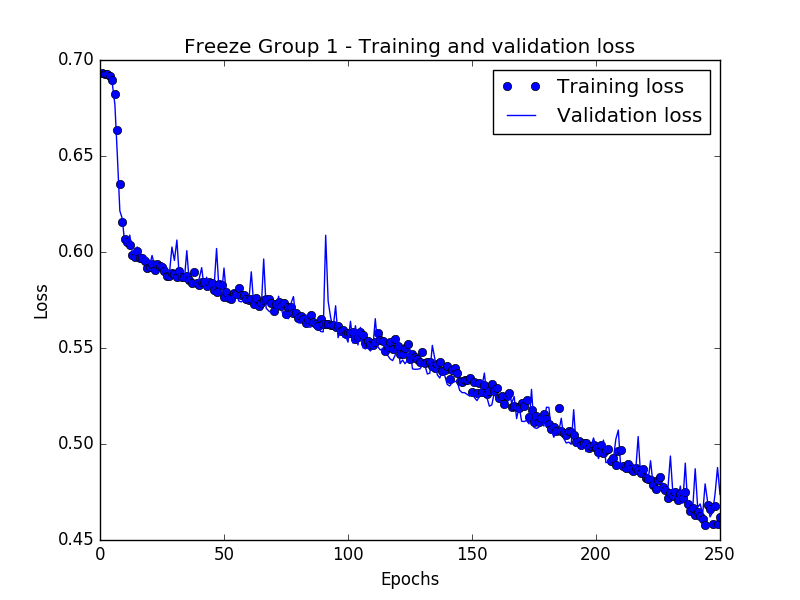 Freeze Group 1 - Training and validation loss
Training loss
Validation loss
0.70
0.65
0.60
0.55
0.50
0.45
Loss
0
50
100
150
200
250
Epochs